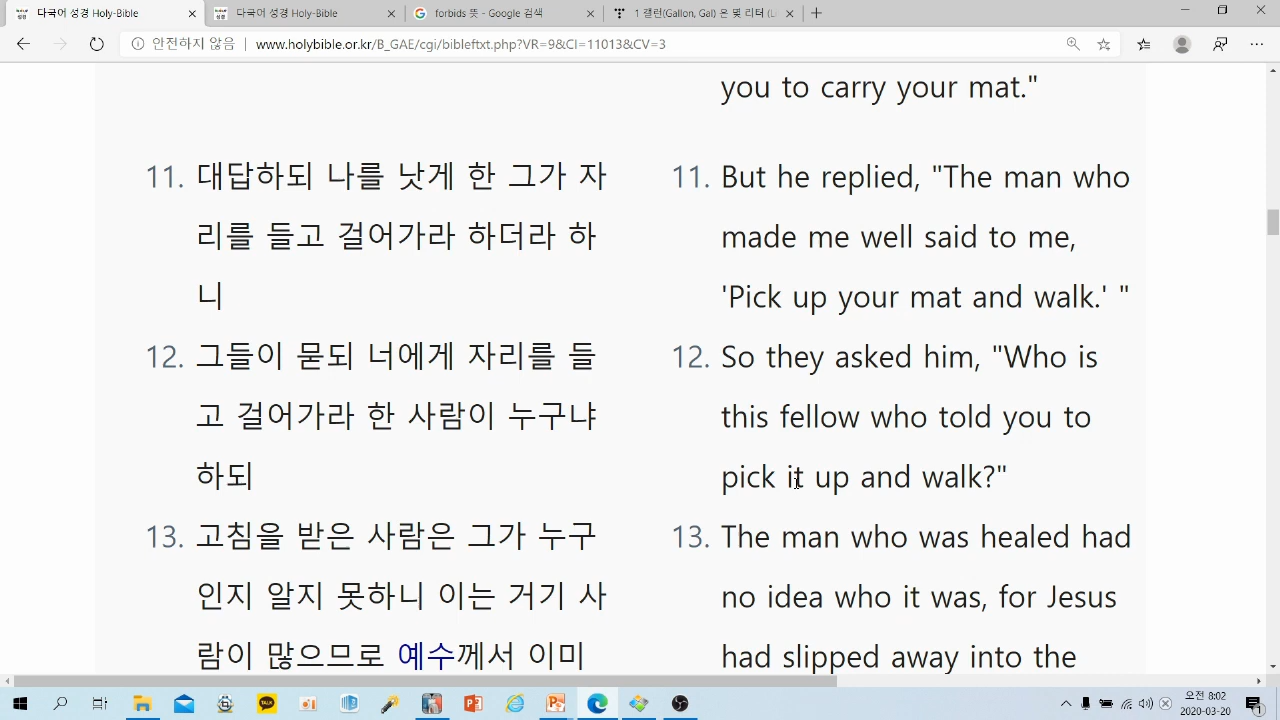 다국어 성경 Holy-Bible
다국어 성경 Holy-Bible
forbids 뜻 - Google 검색
1 갤런(Gallon, Gal) 은 몇 리터 (Li
안전하지 않음
www.holybible.or.kr/B_GAE/cgi/bibleftxt.php?VR=9&CI=11013&CV=3
you to carry your mat."
11. 대답하되 나를 낫게 한 그가 자
리를 들고 걸어가라 하더라 하
니
11. But he replied, "The man who
made me well said to me,
'Pick up your mat and walk.' "
12. 그들이 묻되 너에게 자리를 들
고 걸어가라 한 사람이 누구냐
하되
12. So they asked him, "Who is
this fellow who told you to
pick it up and walk?"
13. 고침을 받은 사람은 그가 누구
인지 알지 못하니 이는 거기 사
람이 많으므로 예수께서 이미
13. The man who was healed had
no idea who it was, for Jesus
had slipped away into the
TALK
오전 8:02
2020-03-20
1